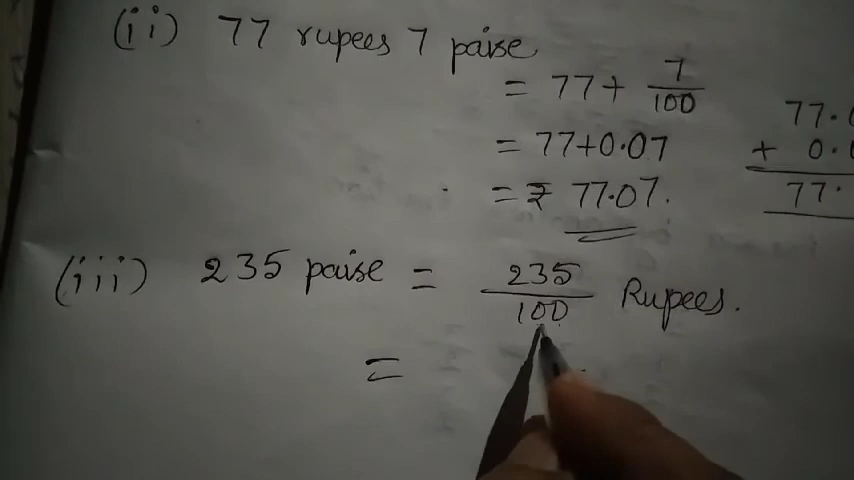 (ii) 77 rupees 7 paise
= 77 + 7/100
= 77+0.07
= ₹ 77.07.
77.0
+ 0.
77.
(iii) 235 paise = 235/100 Rupees.
=